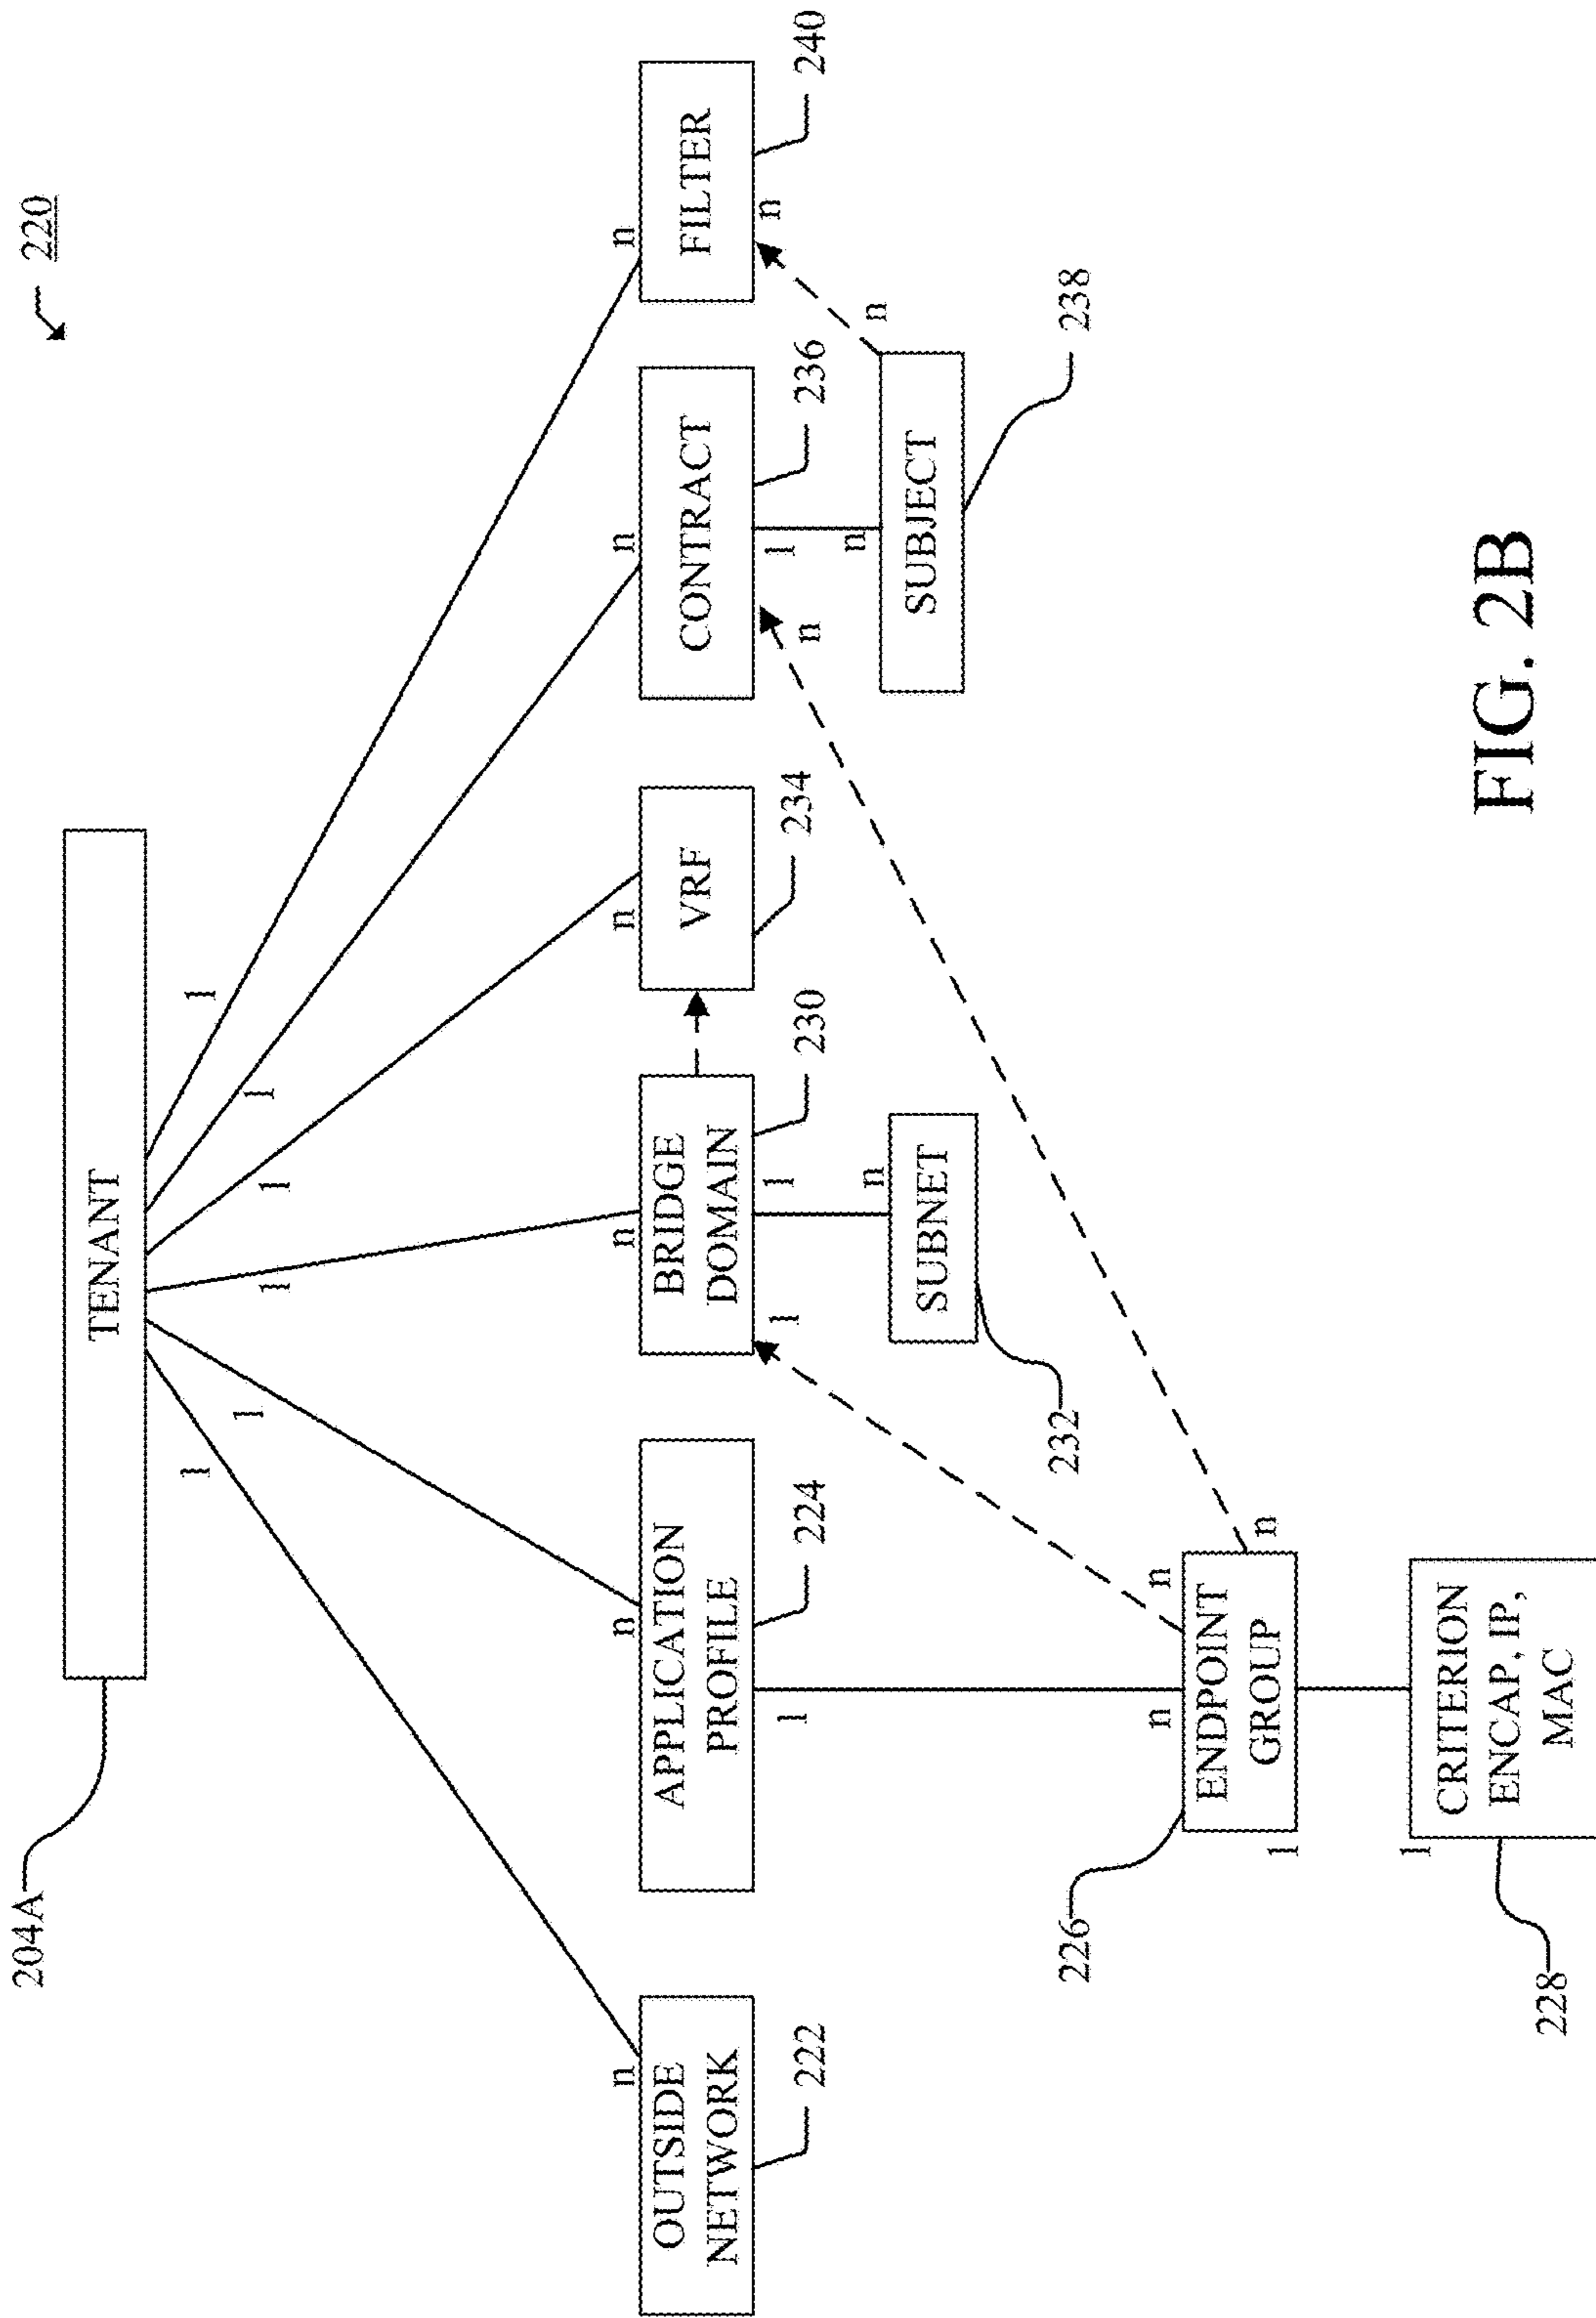 220
204A
TENANT
1
1
1
1
1
1
n
n
n
n
n
n
OUTSIDE
NETWORK
222
APPLICATION
PROFILE
224
BRIDGE
DOMAIN
230
VRF
234
CONTRACT
236
FILTER
240
1
1
1
n
1
n
n
n
n
SUBNET
232
SUBJECT
238
n
n
n
226
ENDPOINT
GROUP
1
1
CRITERION
ENCAP, IP,
MAC
228
FIG. 2B